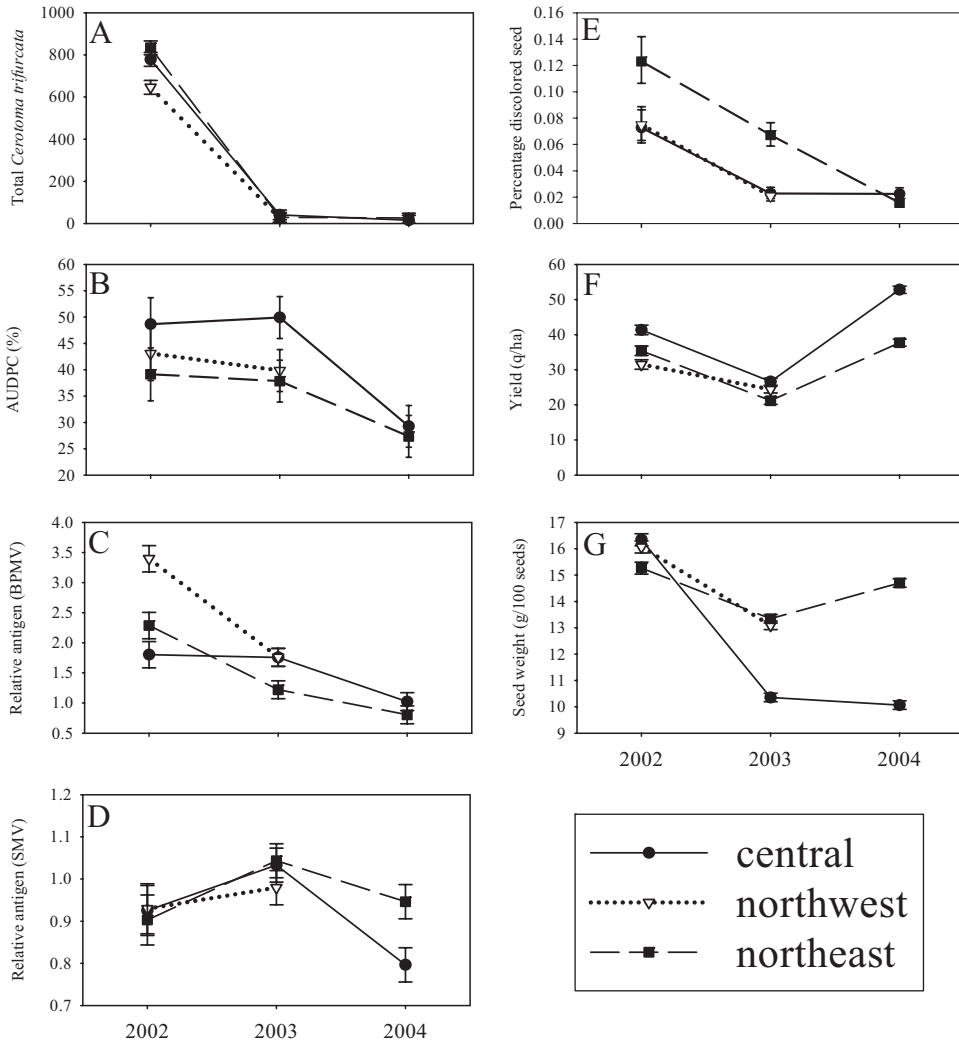 A
Total Cerotoma trifurcata
1000
800
600
400
200
0
B
AUDPC (%)
60
55
50
45
40
35
30
25
20
C
Relative antigen (BPMV)
4.0
3.5
3.0
2.5
2.0
1.5
1.0
0.5
D
Relative antigen (SMV)
1.2
1.1
1.0
0.9
0.8
0.7
2002 2003 2004
E
Percentage discolored seed
0.16
0.14
0.12
0.10
0.08
0.06
0.04
0.02
0.00
F
Yield (q/ha)
60
50
40
30
20
10
0
G
Seed weight (g/100 seeds)
17
16
15
14
13
12
11
10
9
2002 2003 2004
central
northwest
northeast